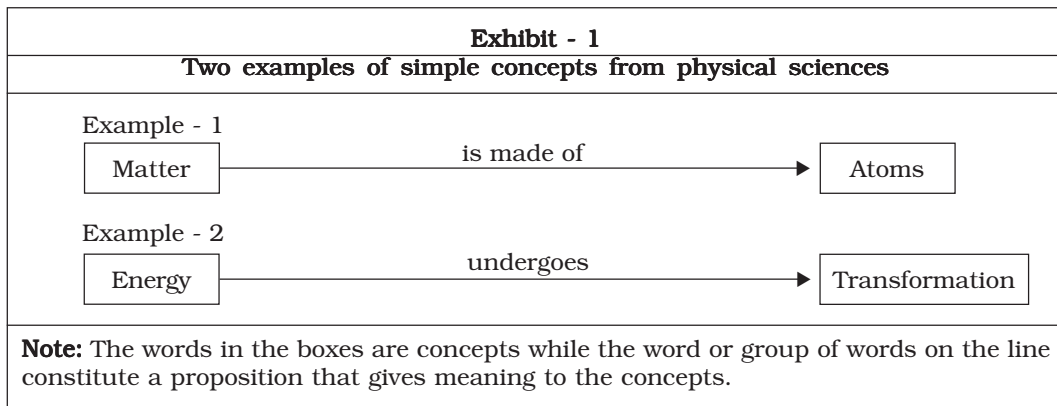 Exhibit - 1
Two examples of simple concepts from physical sciences
Example - 1
Matter is made of Atoms
Example - 2
Energy undergoes Transformation
Note: The words in the boxes are concepts while the word or group of words on the line
constitute a proposition that gives meaning to the concepts.